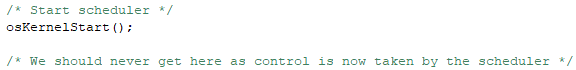 /* Start scheduler */
osKernelStart();
/* We should never get here as control is now taken by the scheduler */